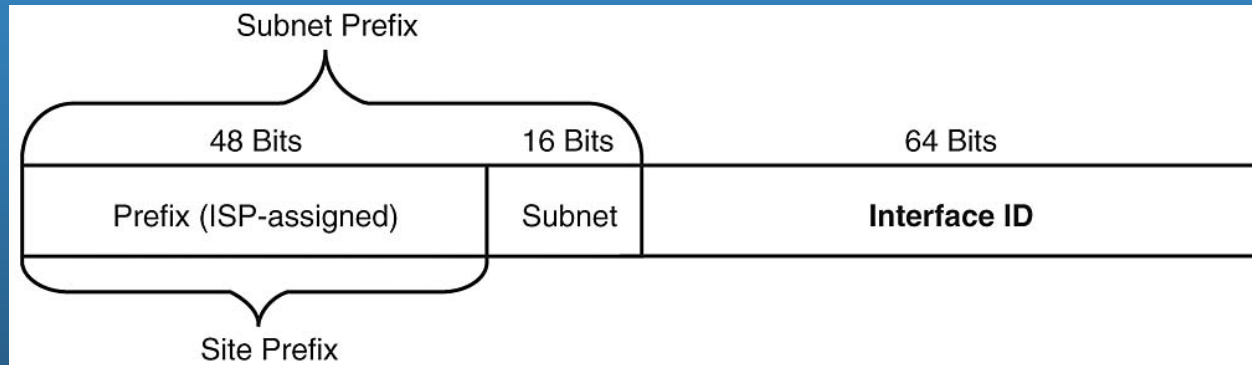 Subnet Prefix
48 Bits 16 Bits 64 Bits
Prefix (ISP-assigned) Subnet Interface ID
Site Prefix